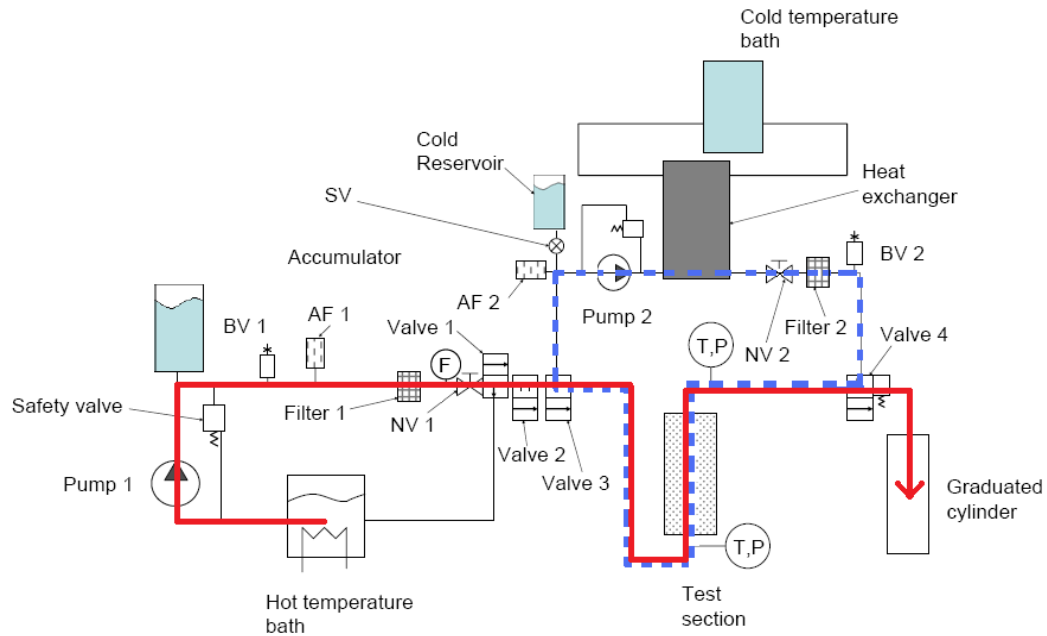 Cold temperature
bath
Cold
Reservoir
Heat
exchanger
SV
BV 2
Accumulator
AF 2
Pump 2
NV 2
Filter 2
Valve 4
BV 1
AF 1
Valve 1
T,P
F
Safety valve
Filter 1
NV 1
Valve 2
Valve 3
Pump 1
Graduated
cylinder
T,P
Hot temperature
bath
Test
section